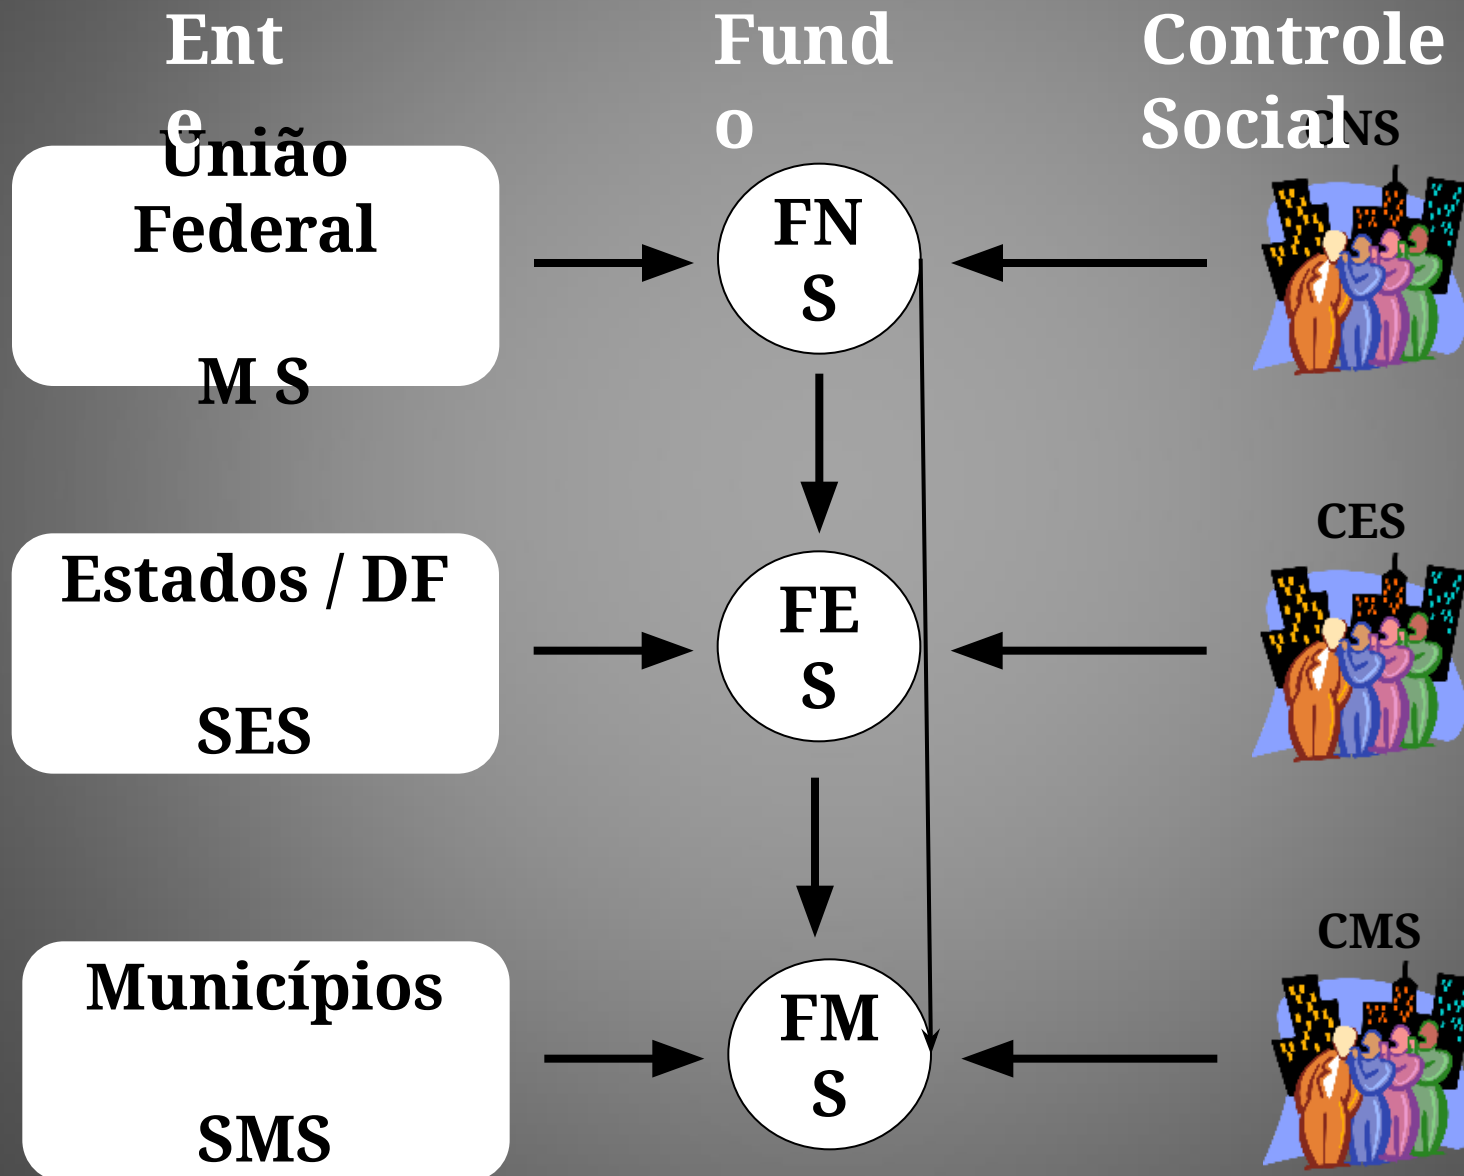 Ent
e
Fund
o
Controle
Social
União
Federal
M S
FN
S
CNS
Estados / DF
SES
FE
S
CES
Municípios
SMS
FM
S
CMS